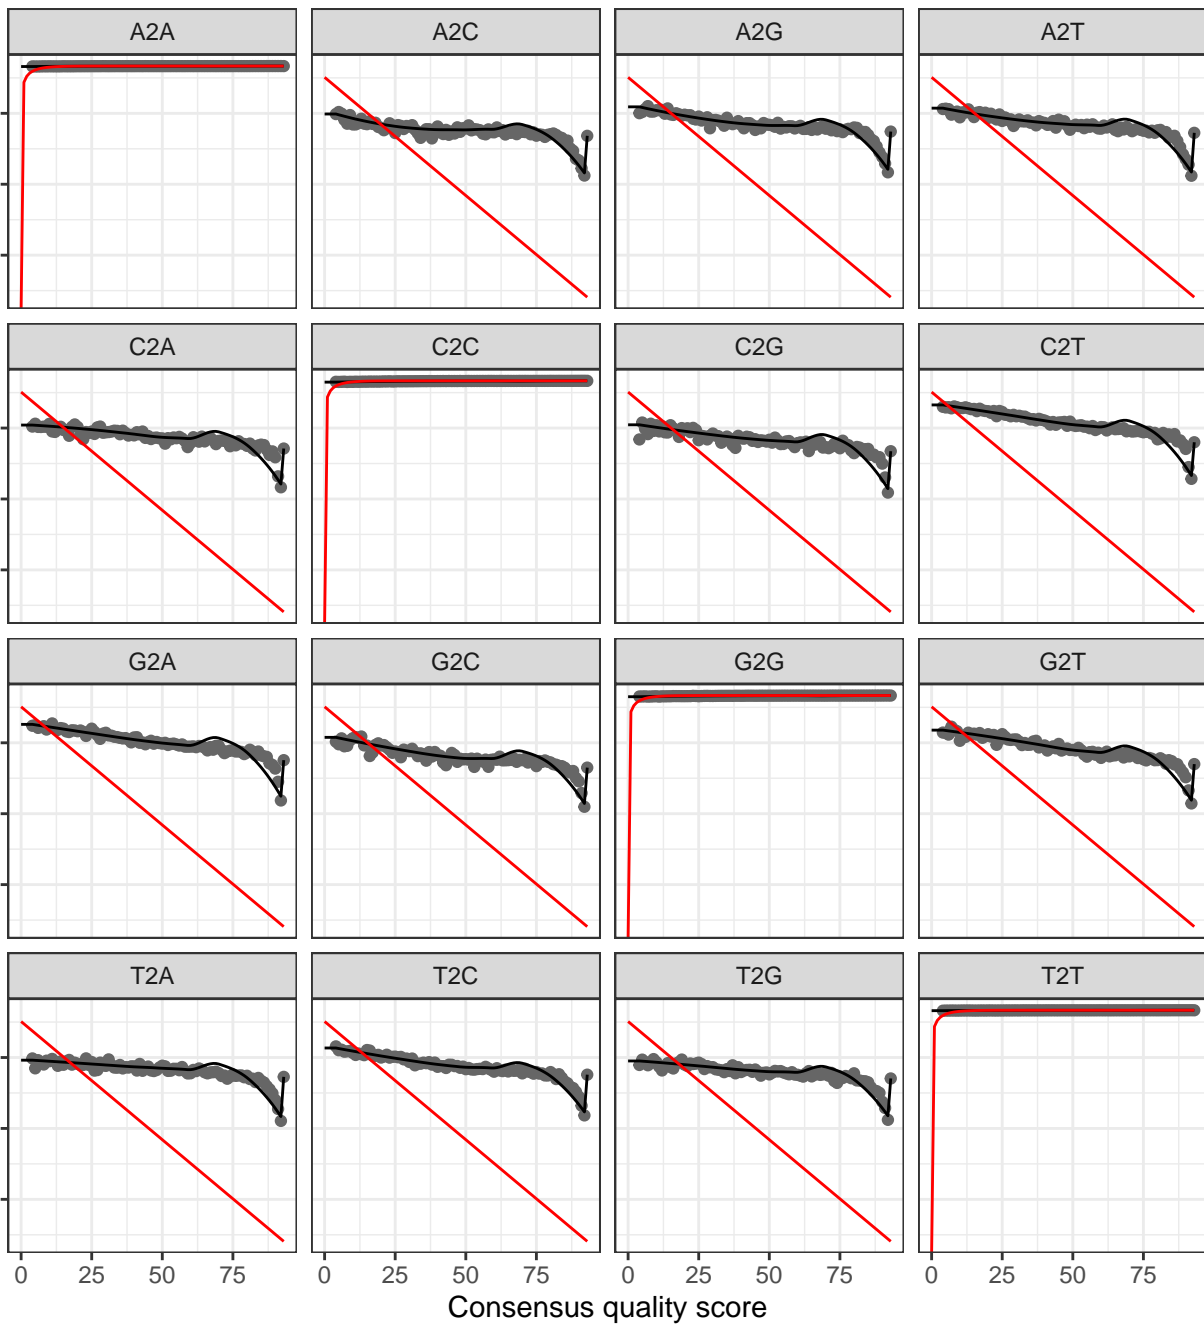 A2A A2C A2G A2T
C2A C2C C2G C2T
G2A G2C G2G G2T
T2A T2C T2G T2T
0 25 50 75 0 25 50 75 0 25 50 75 0 25 50 75
Consensus quality score